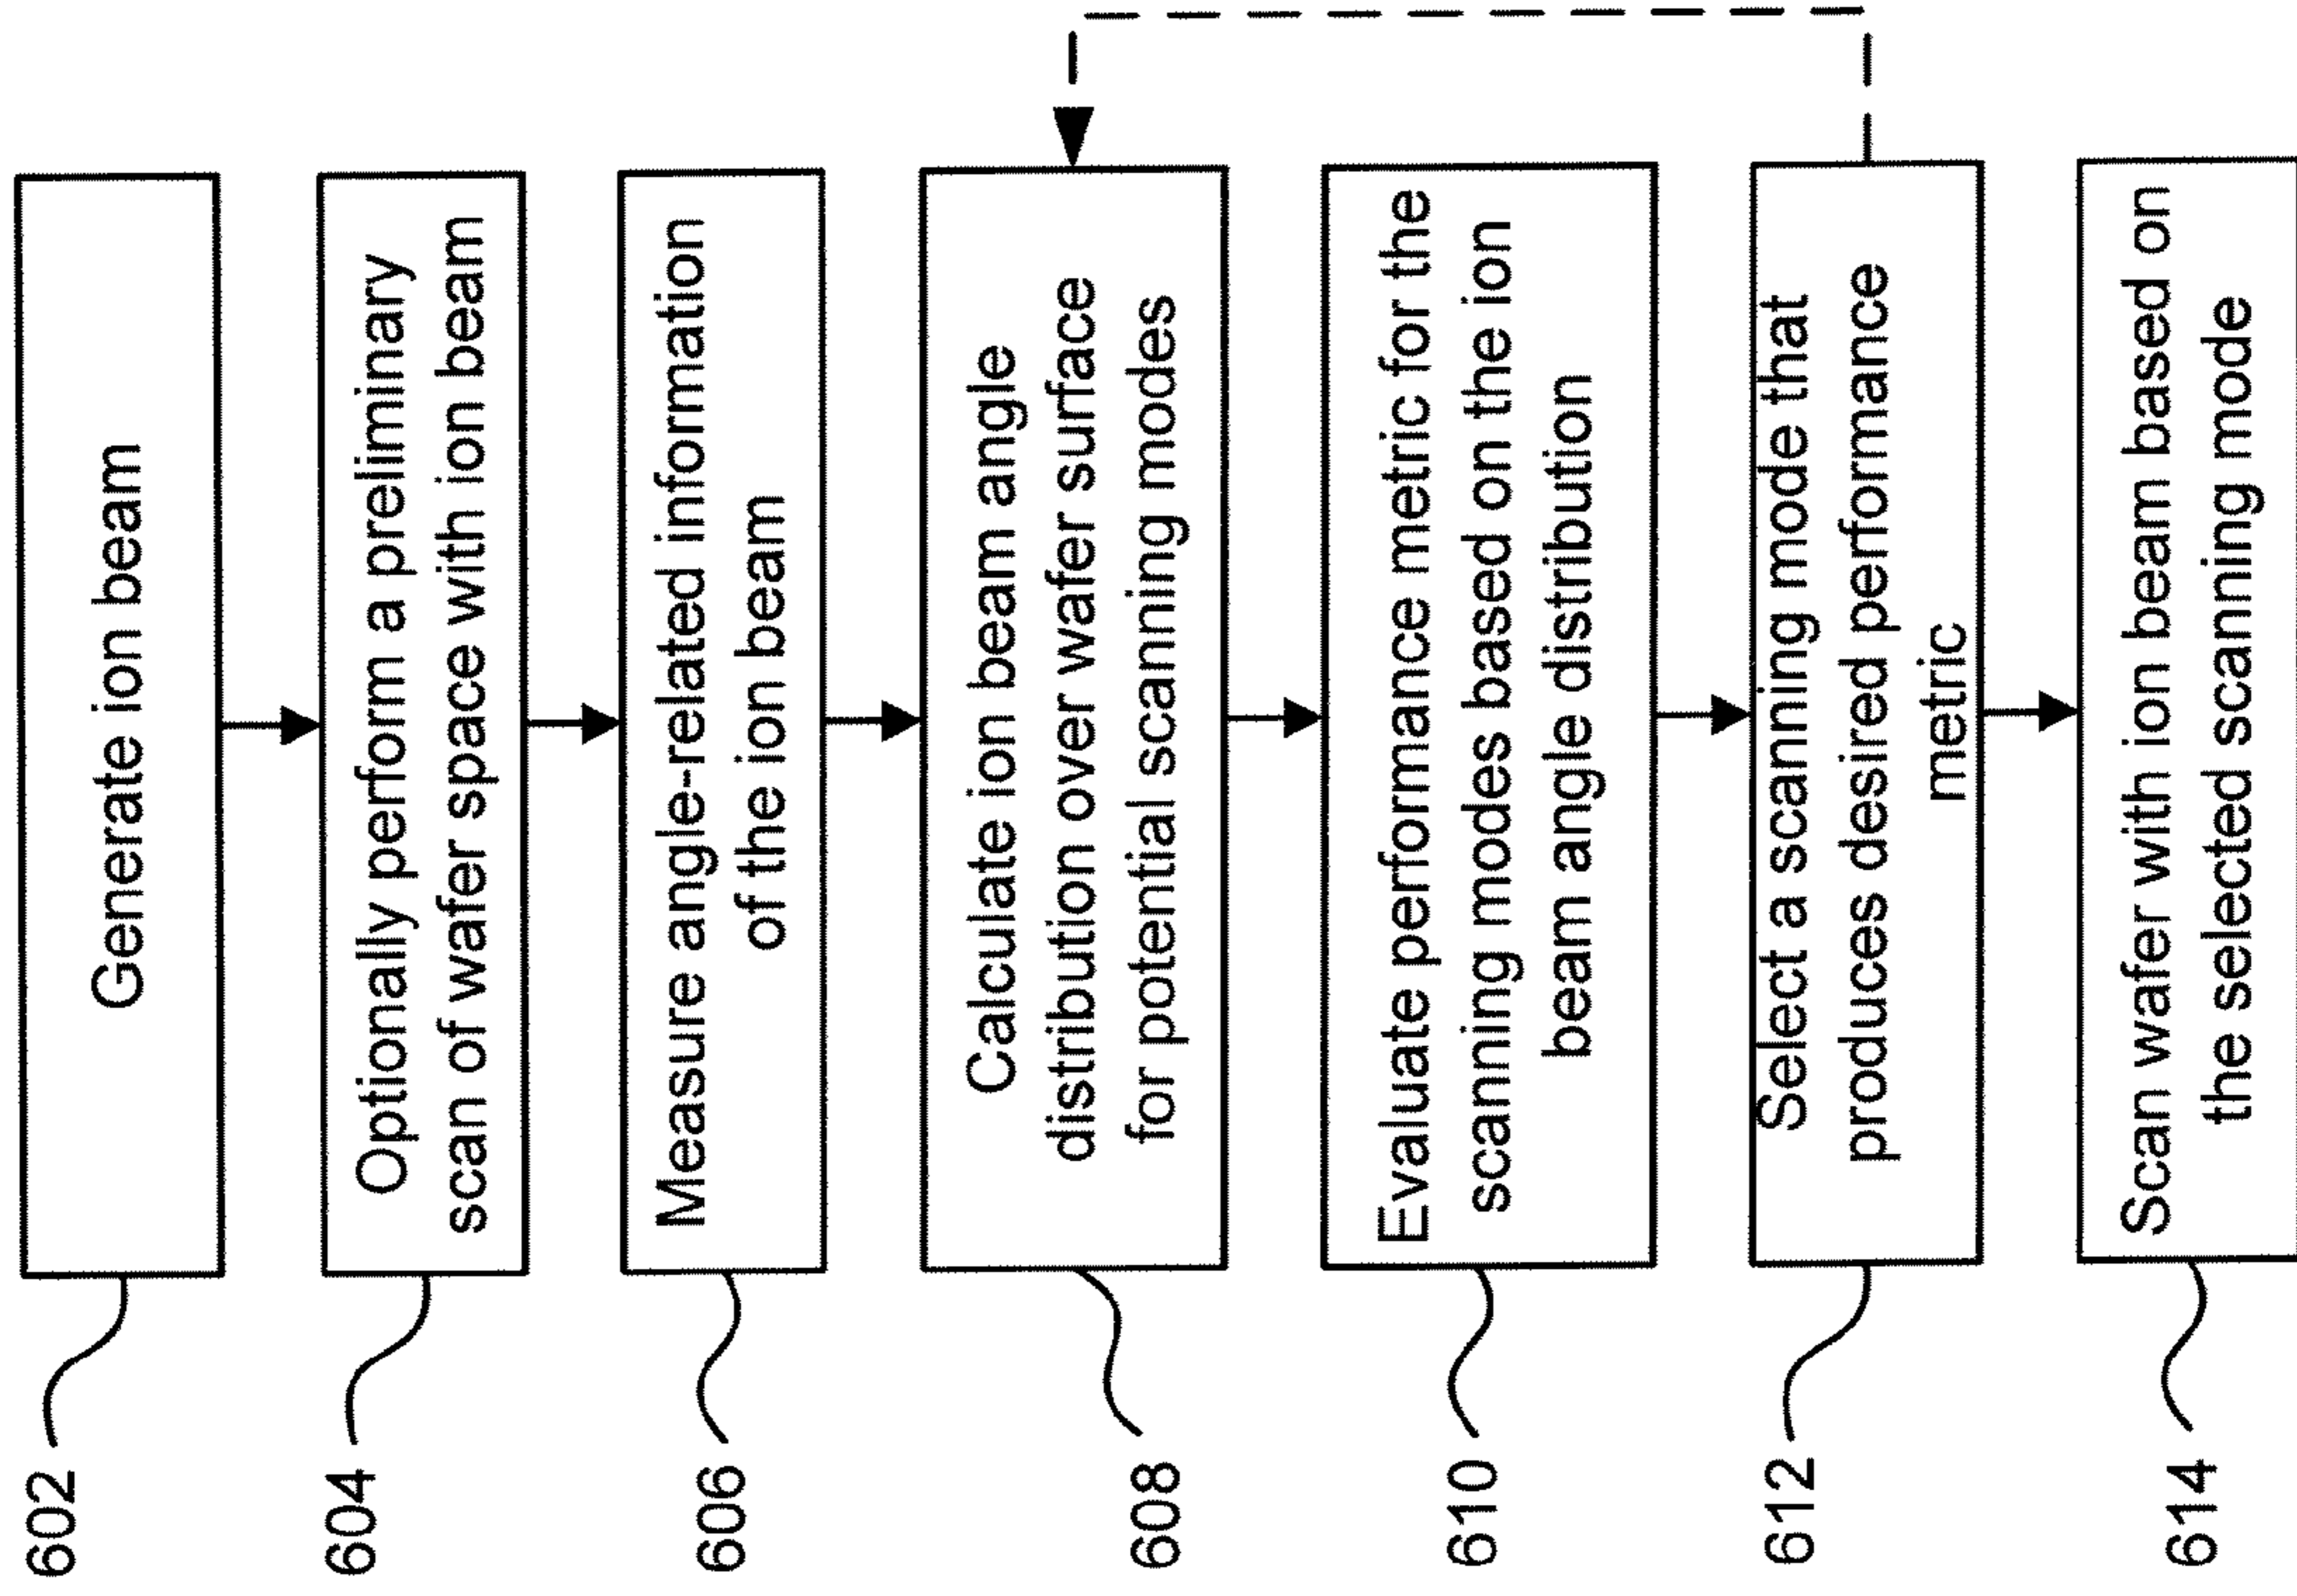 602
Generate ion beam
604
Optionally perform a preliminary
scan of wafer space with ion beam
606
Measure angle-related information
of the ion beam
608
Calculate ion beam angle
distribution over wafer surface
for potential scanning modes
610
Evaluate performance metric for the
scanning modes based on the ion
beam angle distribution
612
Select a scanning mode that
produces desired performance
metric
614
Scan wafer with ion beam based on
the selected scanning mode